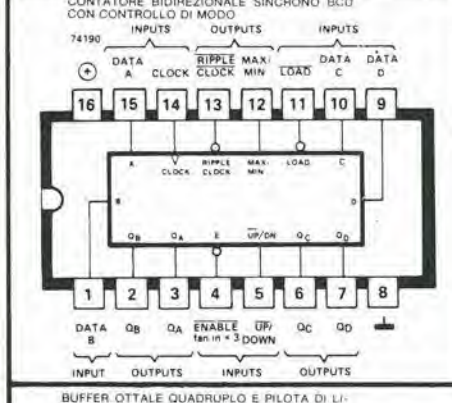 CONTATORE BIDIREZIONALE SINCRONO BCD
CON CONTROLLO DI MODO
74190
INPUTS OUTPUTS INPUTS
DATA A CLOCK RIPPLE CLOCK MAX/MIN LOAD DATA C DATA D
16 15 14 13 12 11 10 9
A CLOCK RIPPLE CLOCK MAX/MIN LOAD C
B D
QB QA E UP/DN QC QD
1 2 3 4 5 6 7 8
DATA B QB QA ENABLE fan in = 3 UP/DOWN QC QD
INPUT OUTPUTS INPUTS OUTPUTS
BUFFER OTTALE QUADRUPLO E PILOTA DI LI-